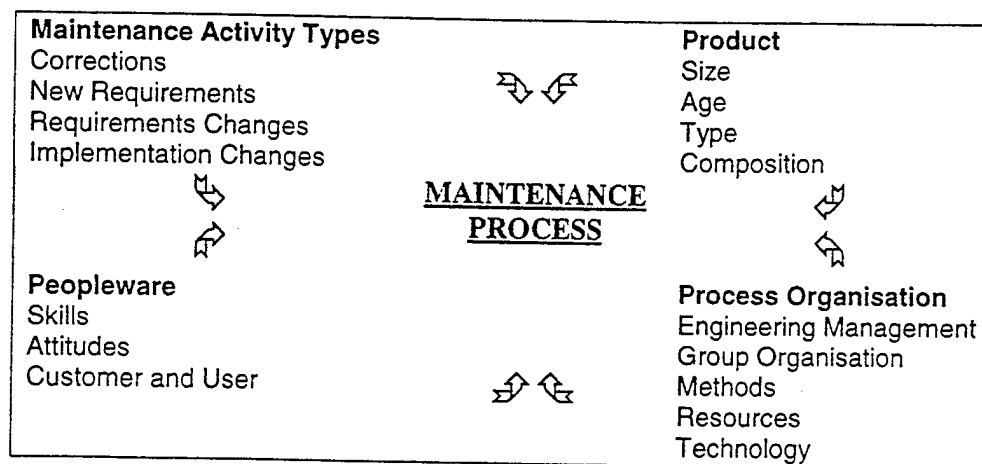 Maintenance Activity Types
Corrections
New Requirements
Requirements Changes
Implementation Changes
Product
Size
Age
Type
Composition
MAINTENANCE
PROCESS
Peopleware
Skills
Attitudes
Customer and User
Process Organisation
Engineering Management
Group Organisation
Methods
Resources
Technology